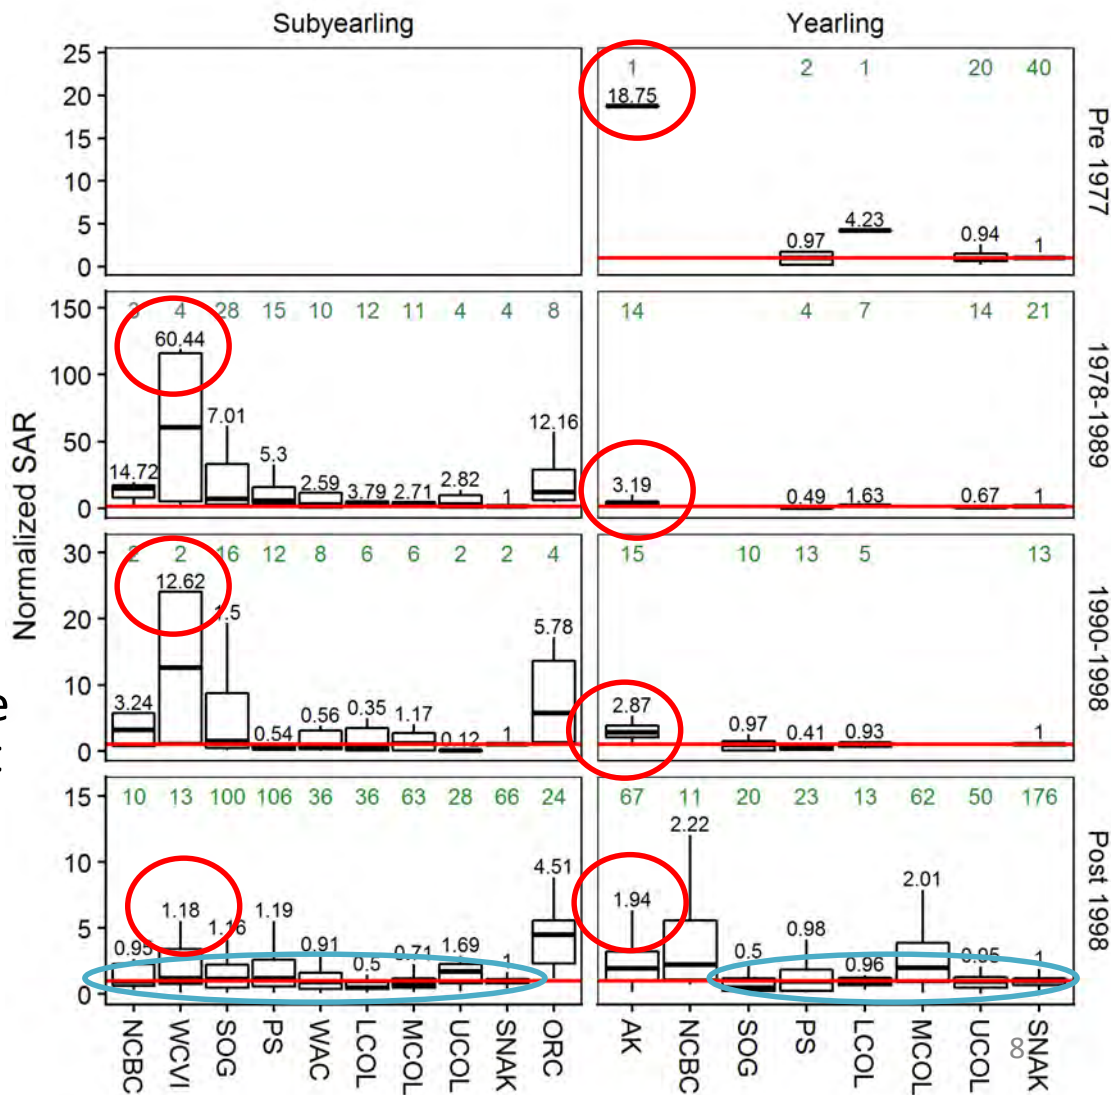 Subyearling Yearling
25
20
15
10
5
0
1 2 1 20 40
18.75
4.23
0.97 0.94 1
Pre 1977
Normalized SAR
150
100
50
0
3 4 28 15 10 12 11 4 4 8
60.44
14.72 7.01 5.3 2.59 3.79 2.71 2.82 1 12.16
14 4 7 14 21
3.19 0.49 1.63 0.67 1
1978-1989
30
20
10
0
2 2 16 12 8 6 6 2 2 4
12.62
3.24 1.5 0.54 0.56 0.35 1.17 0.12 1 5.78
15 10 13 5 13
2.87 0.97 0.41 0.93 1
1990-1998
15
10
5
0
10 13 100 106 36 36 63 28 66 24
0.95 1.18 1.16 1.19 0.91 0.5 0.71 1.69 1 4.51
67 11 20 23 13 62 50 176
1.94 2.22 0.5 0.98 0.96 2.01 0.95 1
Post 1998
NCBC WCVI SOG PS WAC LCOL MCOL UCOL SNAK ORC
AK NCBC SOG PS LCOL MCOL UCOL SNAK
8